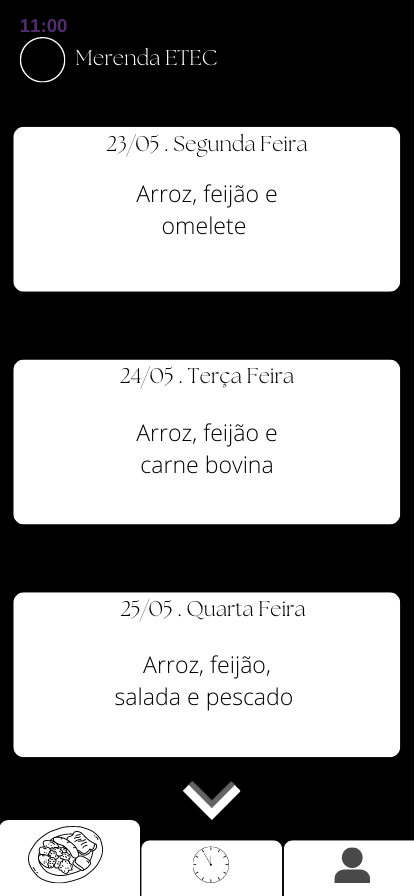 11:00
Merenda ETEC
23/05 . Segunda Feira
Arroz, feijão e
omelete
24/05 . Terça Feira
Arroz, feijão e
carne bovina
25/05 . Quarta Feira
Arroz, feijão,
salada e pescado